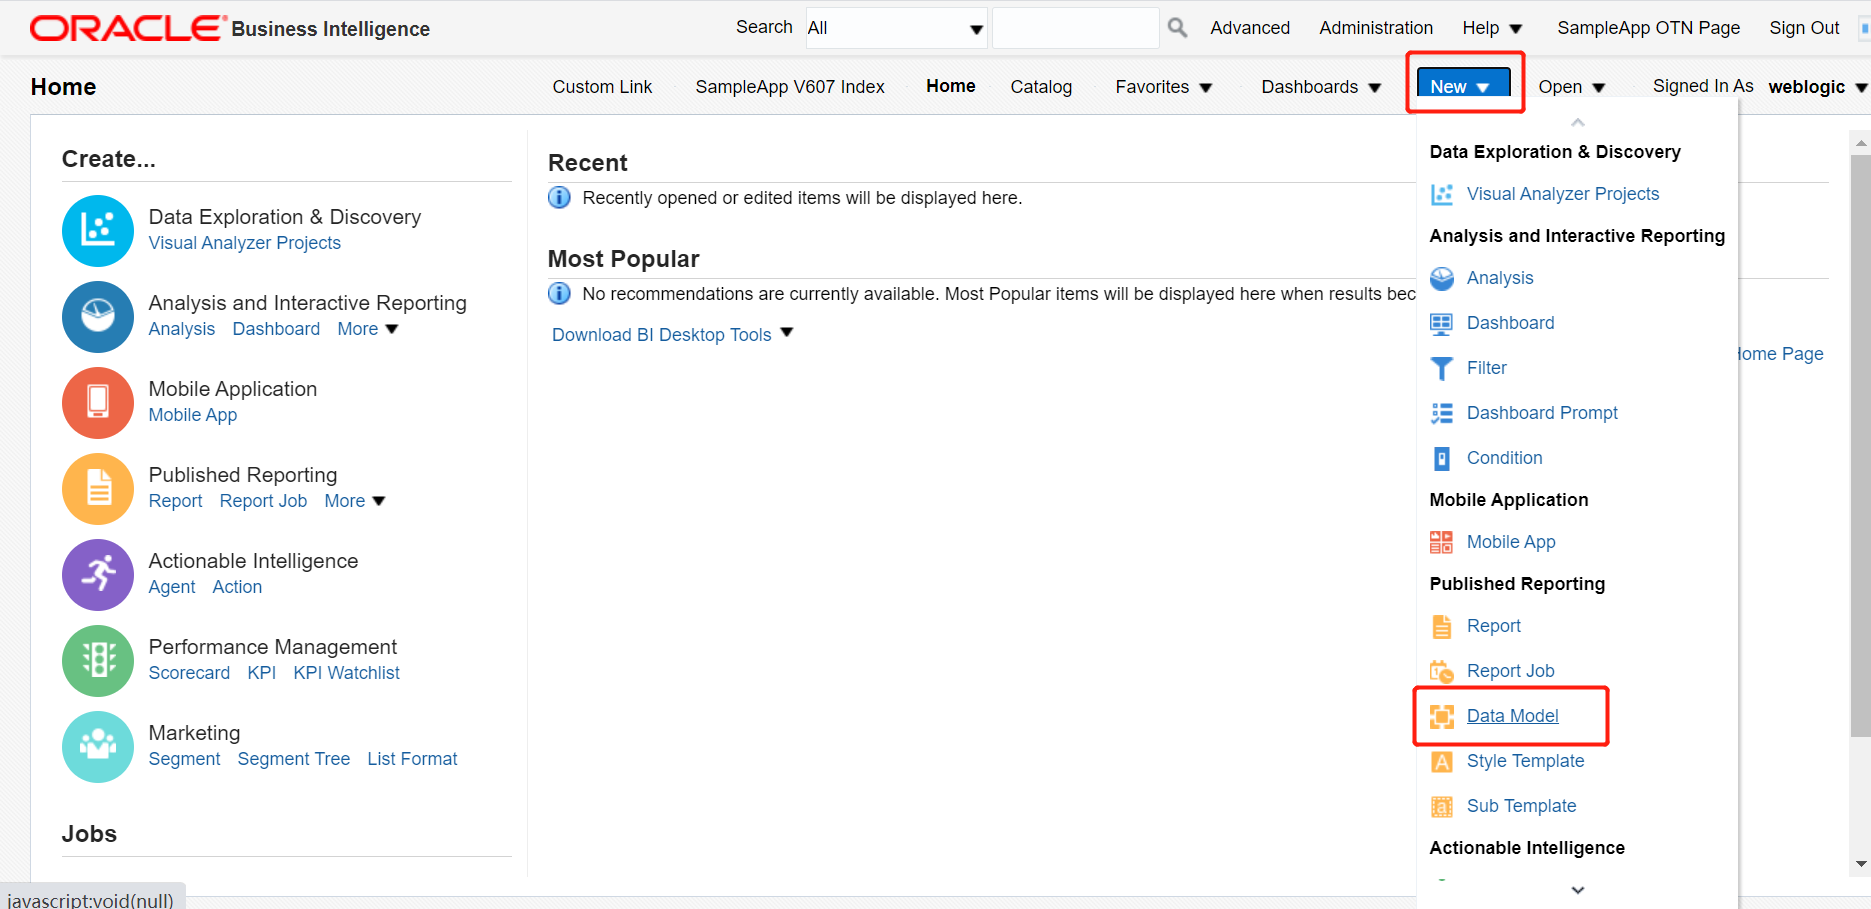 ORACLE Business Intelligence
Search All Advanced Administration Help SampleApp OTN Page Sign Out
Home
Custom Link SampleApp V607 Index Home Catalog Favorites Dashboards New Open Signed In As weblogic
Create...
Data Exploration & Discovery
Visual Analyzer Projects
Analysis and Interactive Reporting
Analysis Dashboard More
Mobile Application
Mobile App
Published Reporting
Report Report Job More
Actionable Intelligence
Agent Action
Performance Management
Scorecard KPI KPI Watchlist
Marketing
Segment Segment Tree List Format
Jobs
Recent
Recently opened or edited items will be displayed here.
Most Popular
No recommendations are currently available. Most Popular items will be displayed here when results bec
Download BI Desktop Tools
Home Page
Data Exploration & Discovery
Visual Analyzer Projects
Analysis and Interactive Reporting
Analysis
Dashboard
Filter
Dashboard Prompt
Condition
Mobile Application
Mobile App
Published Reporting
Report
Report Job
Data Model
Style Template
Sub Template
Actionable Intelligence
javascript:void(null)